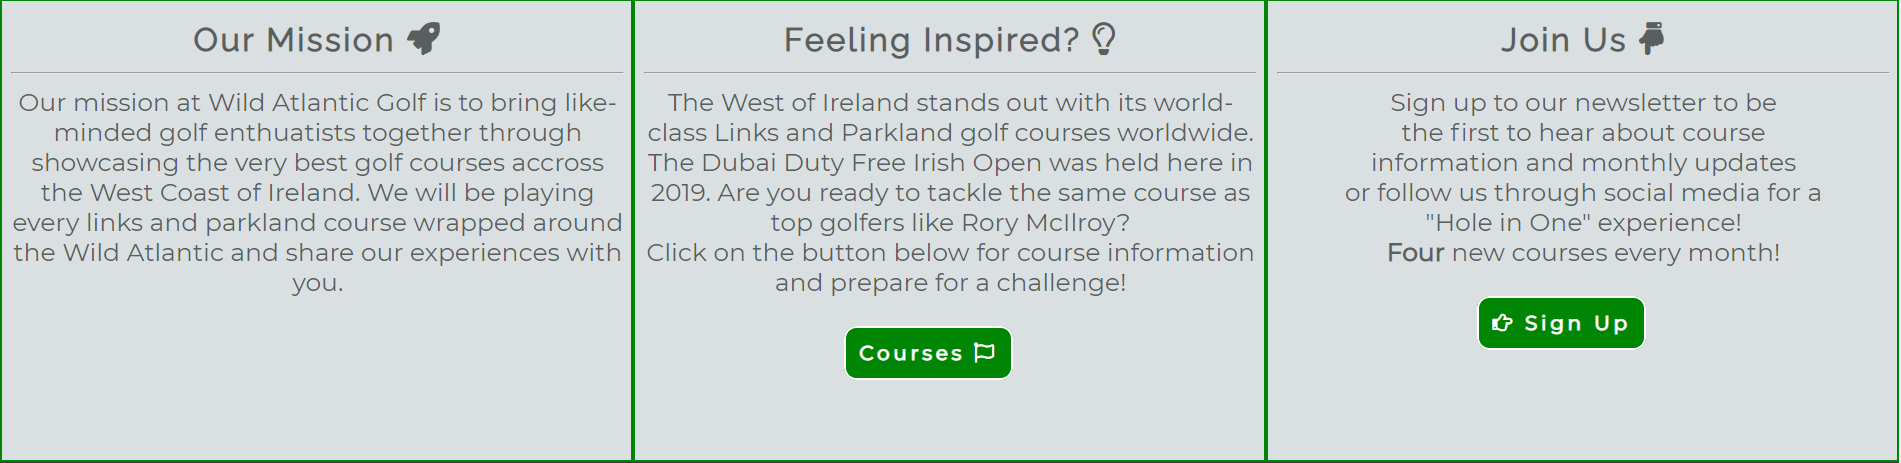 Our Mission
Our mission at Wild Atlantic Golf is to bring like-
minded golf enthuatists together through
showcasing the very best golf courses accross
the West Coast of Ireland. We will be playing
every links and parkland course wrapped around
the Wild Atlantic and share our experiences with
you.
Feeling Inspired?
The West of Ireland stands out with its world-
class Links and Parkland golf courses worldwide.
The Dubai Duty Free Irish Open was held here in
2019. Are you ready to tackle the same course as
top golfers like Rory McIlroy?
Click on the button below for course information
and prepare for a challenge!
Courses
Join Us
Sign up to our newsletter to be
the first to hear about course
information and monthly updates
or follow us through social media for a
"Hole in One" experience!
Four new courses every month!
Sign Up